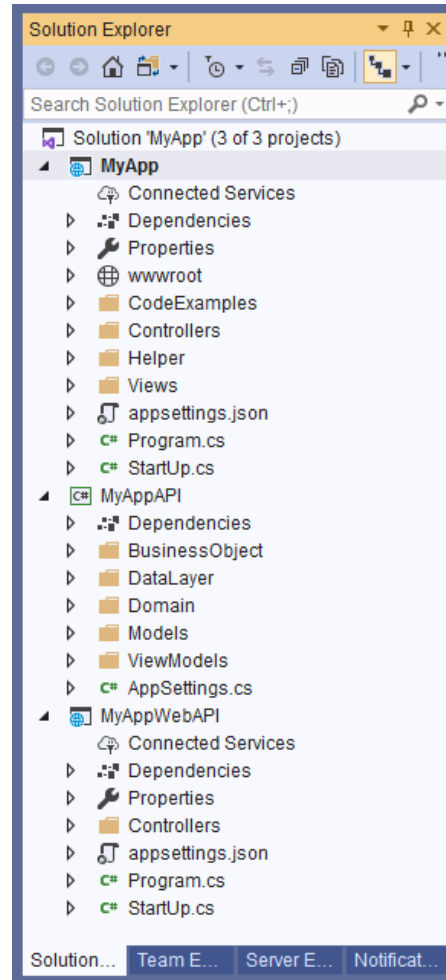 Solution Explorer
Search Solution Explorer (Ctrl+;)
Solution 'MyApp' (3 of 3 projects)
MyApp
Connected Services
Dependencies
Properties
wwwroot
CodeExamples
Controllers
Helper
Views
appsettings.json
C# Program.cs
C# StartUp.cs
C# MyAppAPI
Dependencies
BusinessObject
DataLayer
Domain
Models
ViewModels
C# AppSettings.cs
MyAppWebAPI
Connected Services
Dependencies
Properties
Controllers
appsettings.json
C# Program.cs
C# StartUp.cs
Solution... Team E... Server E... Notificat...